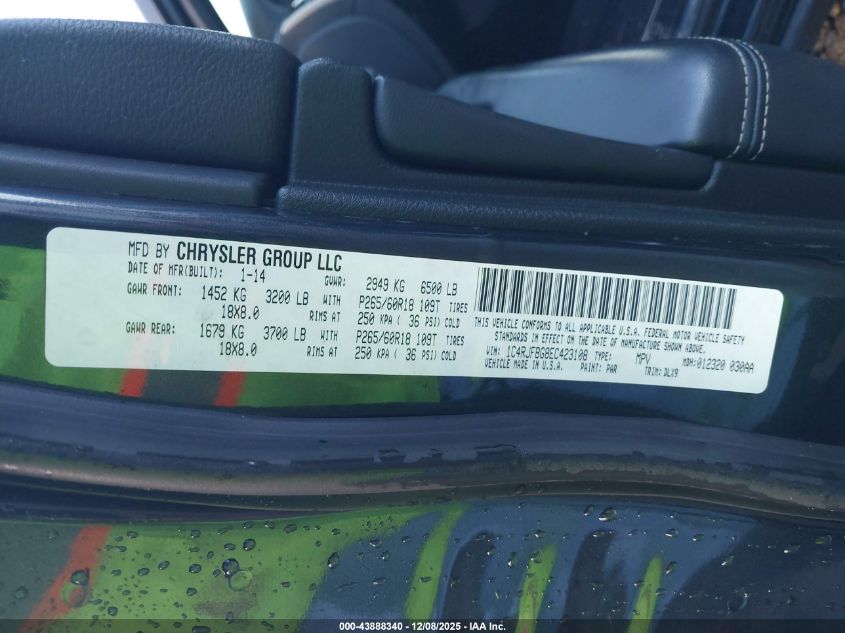 MFD BY CHRYSLER GROUP LLC
DATE OF MFR(BUILT): 1-14 GVWR: 2949 KG 6500 LB
GAWR FRONT: 1452 KG 3200 LB WITH P265/60R18 109T TIRES
18X8.0 RIMS AT 250 KPA ( 36 PSI) COLD
GAWR REAR: 1679 KG 3700 LB WITH P265/60R18 109T TIRES
18X8.0 RIMS AT 250 KPA ( 36 PSI) COLD
THIS VEHICLE CONFORMS TO ALL APPLICABLE U.S.A. FEDERAL MOTOR VEHICLE SAFETY
STANDARDS IN EFFECT ON THE DATE OF MANUFACTURE SHOWN ABOVE.
VIN: 1C4RJFBG8EC423108 TYPE: MPV MDH:012320 030AA
VEHICLE MADE IN U.S.A. PAINT: PAR TRIM: DLX9
000-43888340 - 12/08/2025 - IAA Inc.